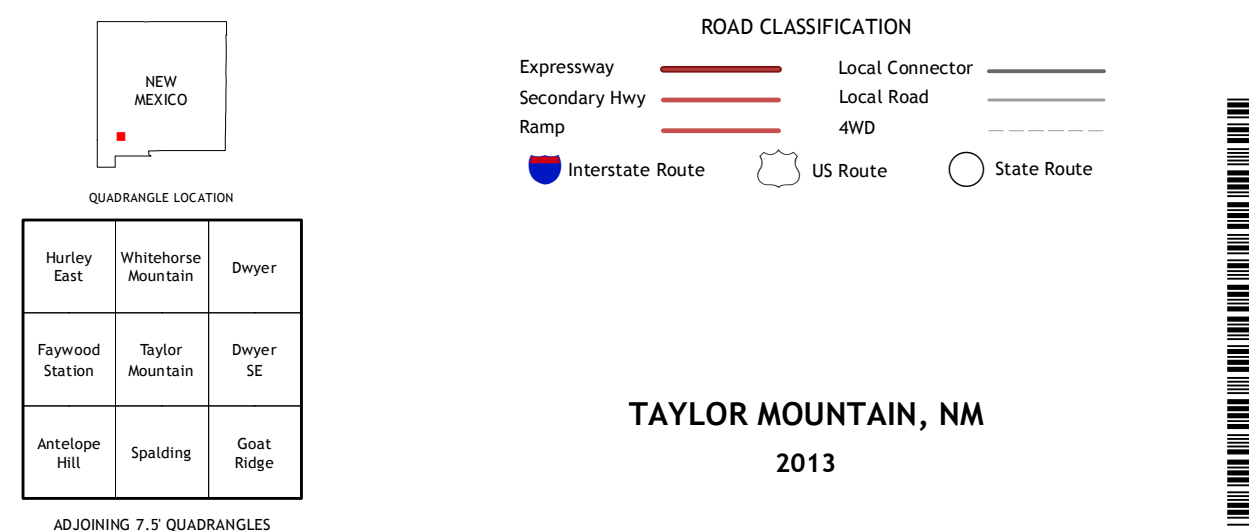 NEW
MEXICO
QUADRANGLE LOCATION
Hurley
East
Whitehorse
Mountain
Dwyer
Faywood
Station
Taylor
Mountain
Dwyer
SE
Antelope
Hill
Spalding
Goat
Ridge
ADJOINING 7.5' QUADRANGLES
ROAD CLASSIFICATION
Expressway
Local Connector
Secondary Hwy
Local Road
Ramp
4WD
Interstate Route
US Route
State Route
TAYLOR MOUNTAIN, NM
2013